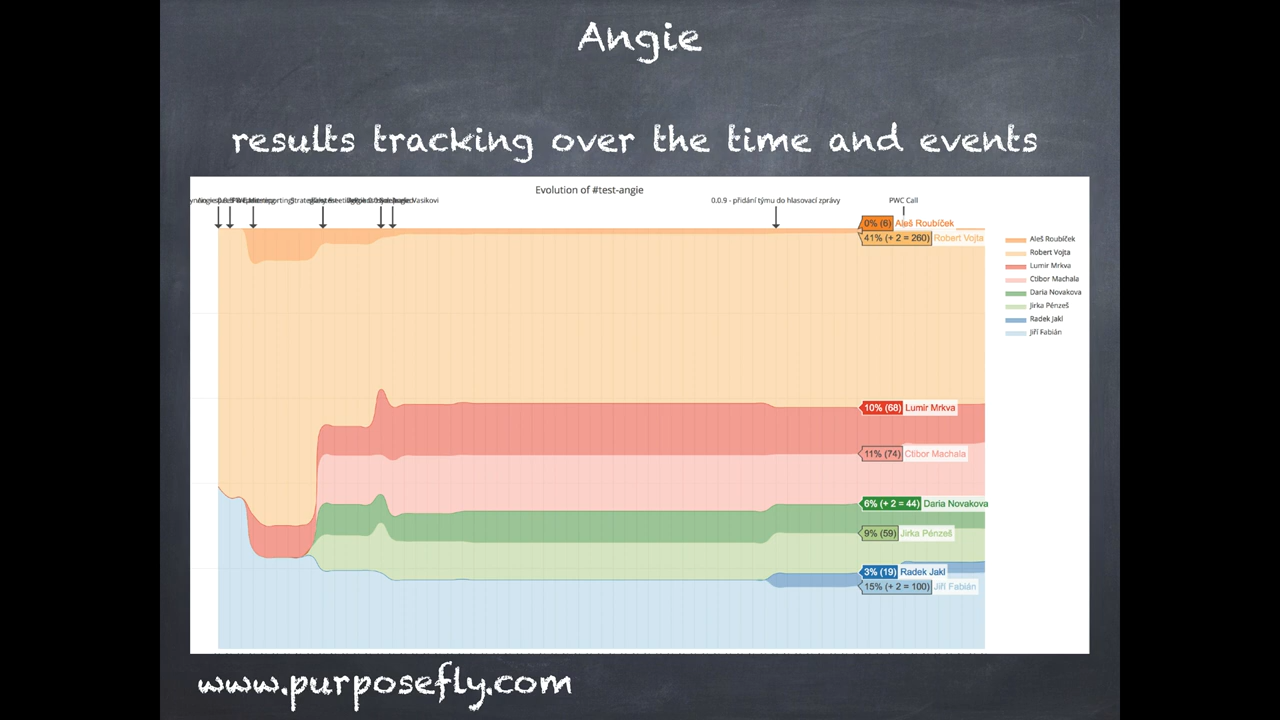 Angie
results tracking over the time and events
Evolution of #test-angie
0.0.9 - přidání týmu do hlasovací zprávy
PWC Call
0% (6) Aleš Roubíček
41% (+ 2 = 260) Robert Vojta
10% (68) Lumír Mrkva
11% (74) Ctibor Machala
6% (+ 2 = 44) Daria Novakova
9% (59) Jirka Pénzeš
3% (19) Radek Jakl
15% (+ 2 = 100) Jiří Fabián
Aleš Roubíček
Robert Vojta
Lumír Mrkva
Ctibor Machala
Daria Novakova
Jirka Pénzeš
Radek Jakl
Jiří Fabián
www.purposefly.com